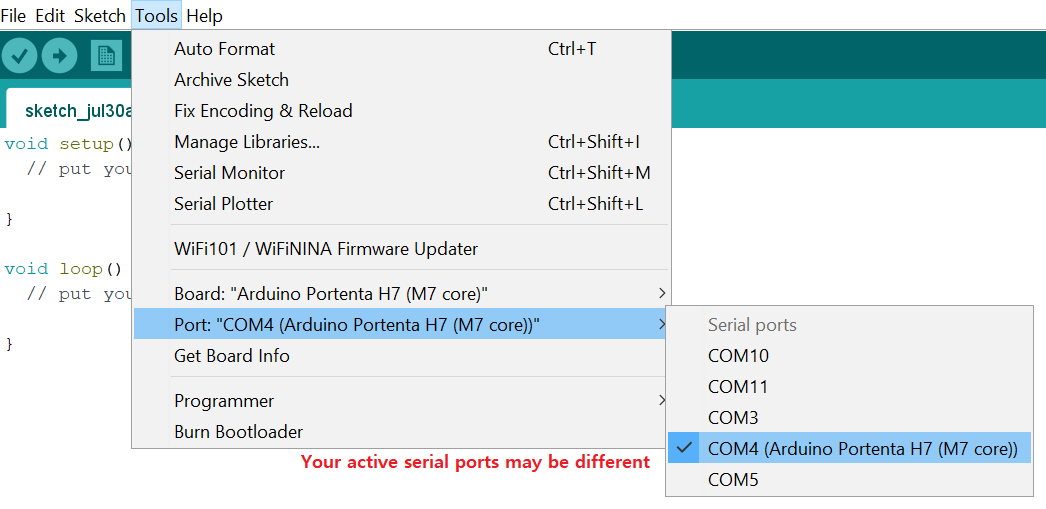 File Edit Sketch Tools Help
Auto Format Ctrl+T
Archive Sketch
Fix Encoding & Reload
Manage Libraries... Ctrl+Shift+I
Serial Monitor Ctrl+Shift+M
Serial Plotter Ctrl+Shift+L
WiFi101 / WiFiNINA Firmware Updater
Board: "Arduino Portenta H7 (M7 core)"
Port: "COM4 (Arduino Portenta H7 (M7 core))"
Get Board Info
Programmer
Burn Bootloader
Serial ports
COM10
COM11
COM3
COM4 (Arduino Portenta H7 (M7 core))
COM5
Your active serial ports may be different
sketch_jul30a
void setup()
// put you
}
void loop()
// put you
}